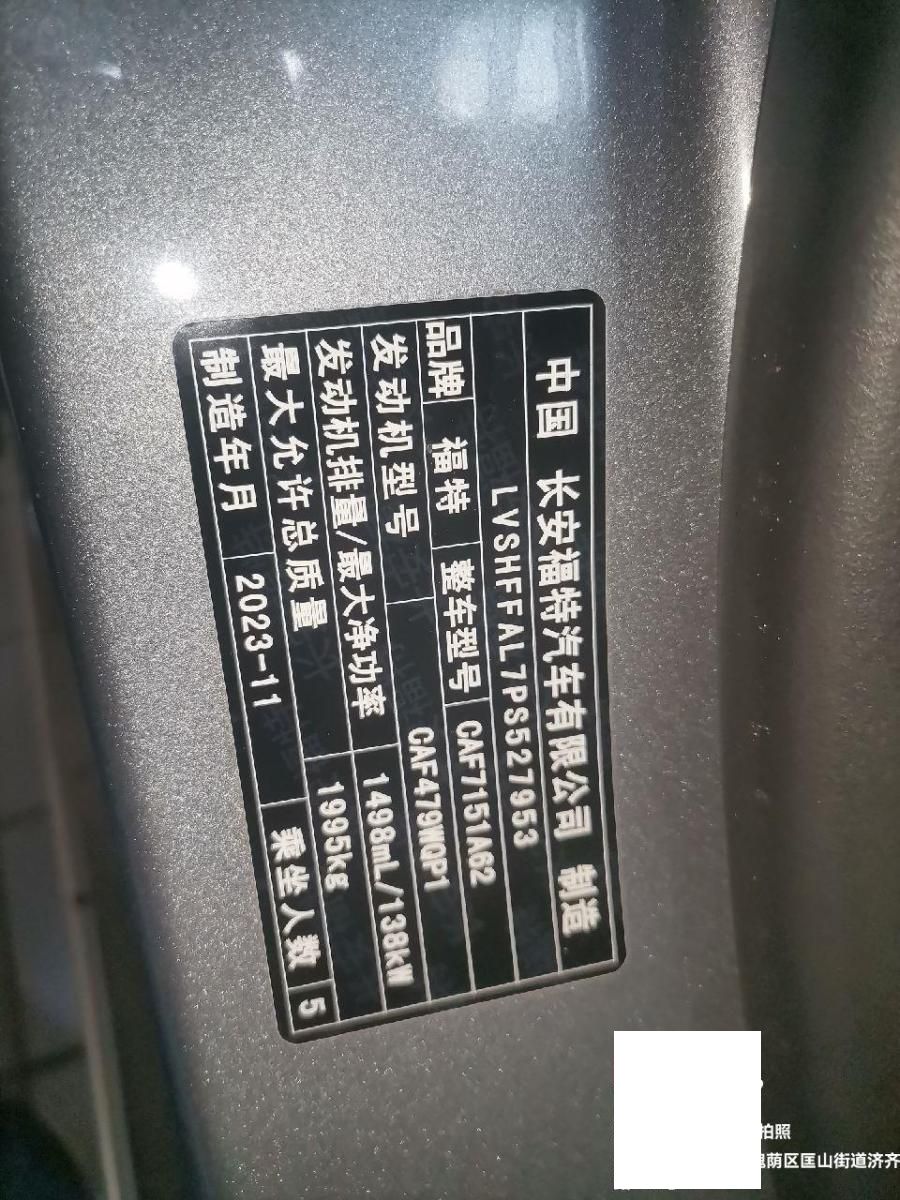 中国 长安福特汽车有限公司 制造
LVSHFFAL7PS527953
品牌 福特 整车型号 CAF7151A62
发动机型号 CAF479WQP1
发动机排量/最大净功率 1498mL/138kW
最大允许总质量 1995kg
制造年月 2023-11 乘坐人数 5
拍照
荫区匡山街道济齐